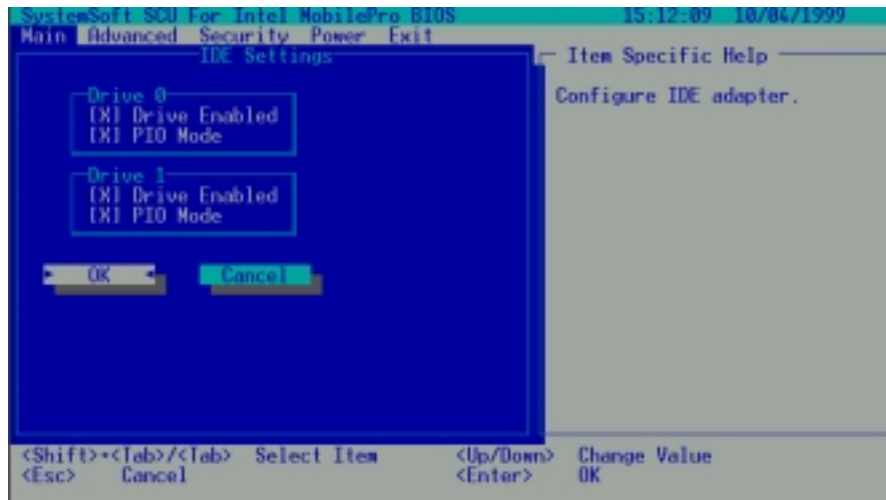 SystemSoft SCU For Intel MobilePro BIOS 15:12:09 10/04/1999
Main Advanced Security Power Exit
IDE Settings
Drive 0
[X] Drive Enabled
[X] PIO Mode
Drive 1
[X] Drive Enabled
[X] PIO Mode
OK Cancel
Item Specific Help
Configure IDE adapter.
<Shift>+<Tab>/<Tab> Select Item <Up/Down> Change Value
<Esc> Cancel <Enter> OK